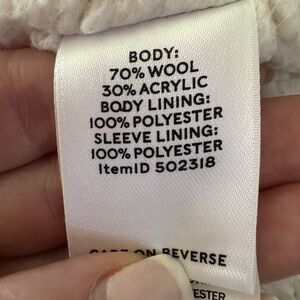 BODY:
70% WOOL
30% ACRYLIC
BODY LINING:
100% POLYESTER
SLEEVE LINING:
100% POLYESTER
ItemID 502318
CARE ON REVERSE